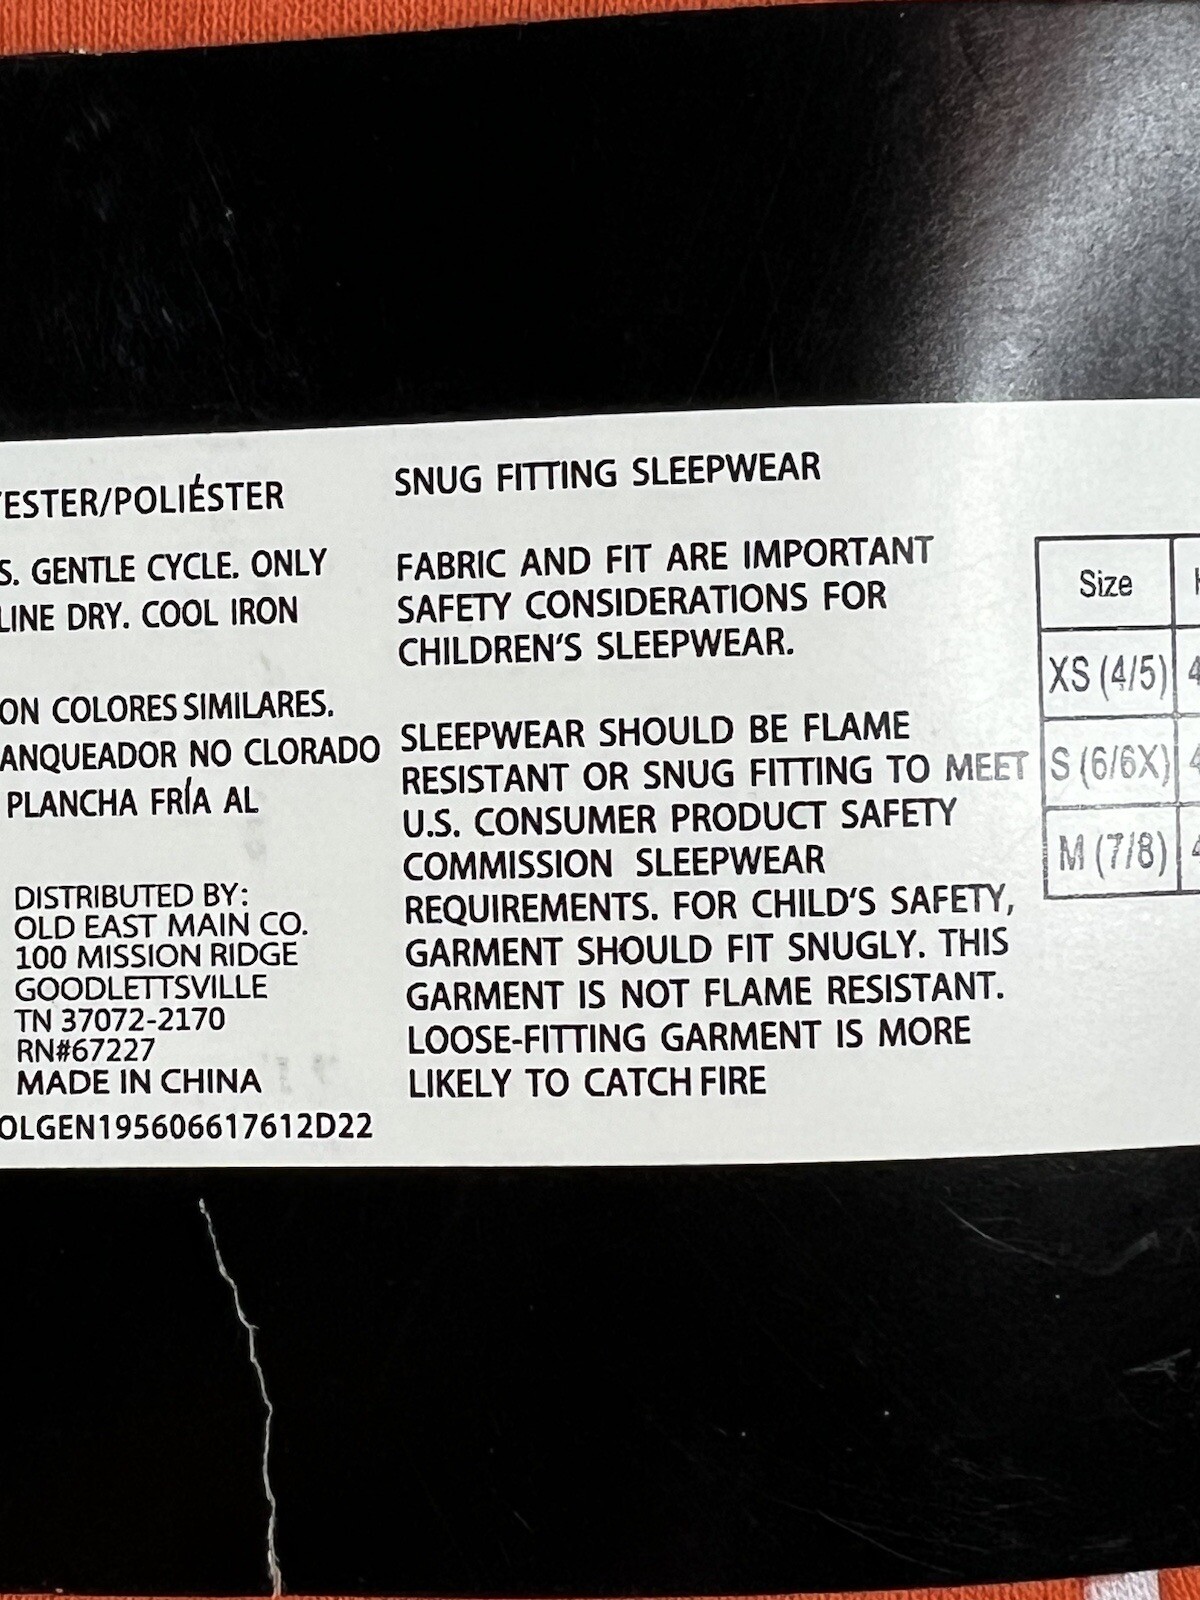 YESTER/POLIÉSTER
S. GENTLE CYCLE. ONLY
LINE DRY. COOL IRON
ON COLORES SIMILARES.
ANQUEADOR NO CLORADO
PLANCHA FRÍA AL
DISTRIBUTED BY:
OLD EAST MAIN CO.
100 MISSION RIDGE
GOODLETTSVILLE
TN 37072-2170
RN#67227
MADE IN CHINA
OLGEN195606617612D22
SNUG FITTING SLEEPWEAR
FABRIC AND FIT ARE IMPORTANT
SAFETY CONSIDERATIONS FOR
CHILDREN'S SLEEPWEAR.
SLEEPWEAR SHOULD BE FLAME
RESISTANT OR SNUG FITTING TO MEET
U.S. CONSUMER PRODUCT SAFETY
COMMISSION SLEEPWEAR
REQUIREMENTS. FOR CHILD'S SAFETY,
GARMENT SHOULD FIT SNUGLY. THIS
GARMENT IS NOT FLAME RESISTANT.
LOOSE-FITTING GARMENT IS MORE
LIKELY TO CATCH FIRE
Size
XS (4/5)
S (6/6X)
M (7/8)